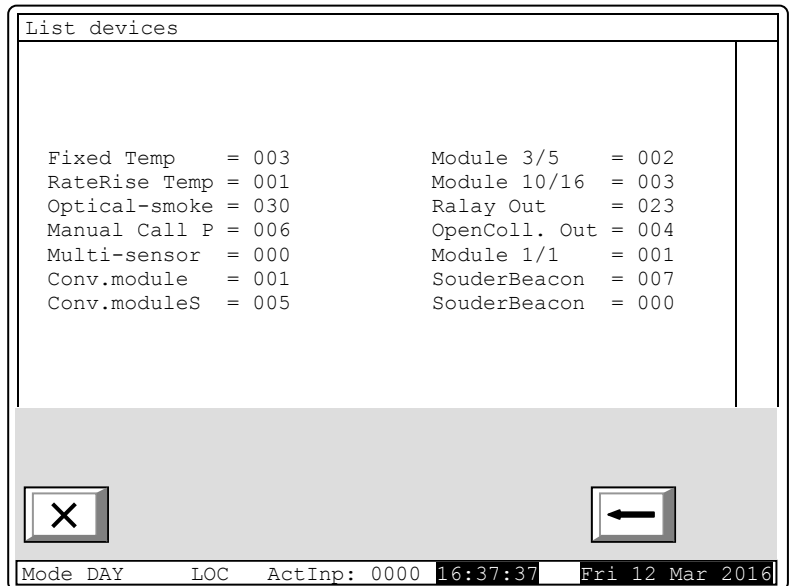 List devices
Fixed Temp = 003 Module 3/5 = 002
RateRise Temp = 001 Module 10/16 = 003
Optical-smoke = 030 Ralay Out = 023
Manual Call P = 006 OpenColl. Out = 004
Multi-sensor = 000 Module 1/1 = 001
Conv.module = 001 SouderBeacon = 007
Conv.moduleS = 005 SouderBeacon = 000
Mode DAY LOC ActInp: 0000 16:37:37 Fri 12 Mar 2016